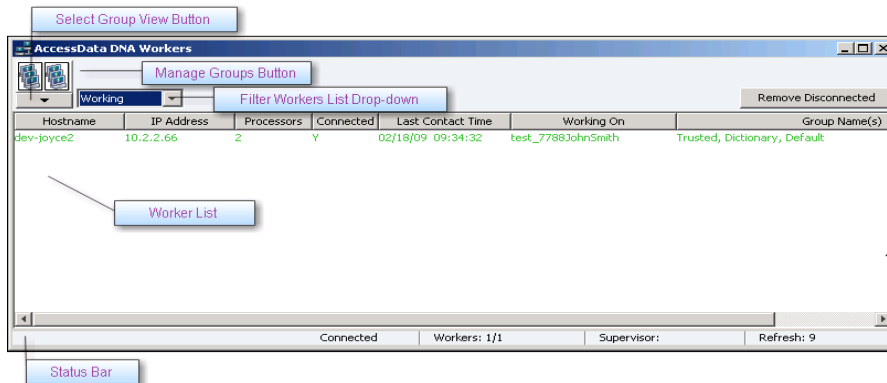 Select Group View Button
AccessData DNA Workers
Manage Groups Button
Working
Filter Workers List Drop-down
Remove Disconnected
Hostname IP Address Processors Connected Last Contact Time Working On Group Name(s)
dev-joyce2 10.2.2.66 2 Y 02/18/09 09:34:32 test_7788JohnSmith Trusted, Dictionary, Default
Worker List
Connected Workers: 1/1 Supervisor: Refresh: 9
Status Bar